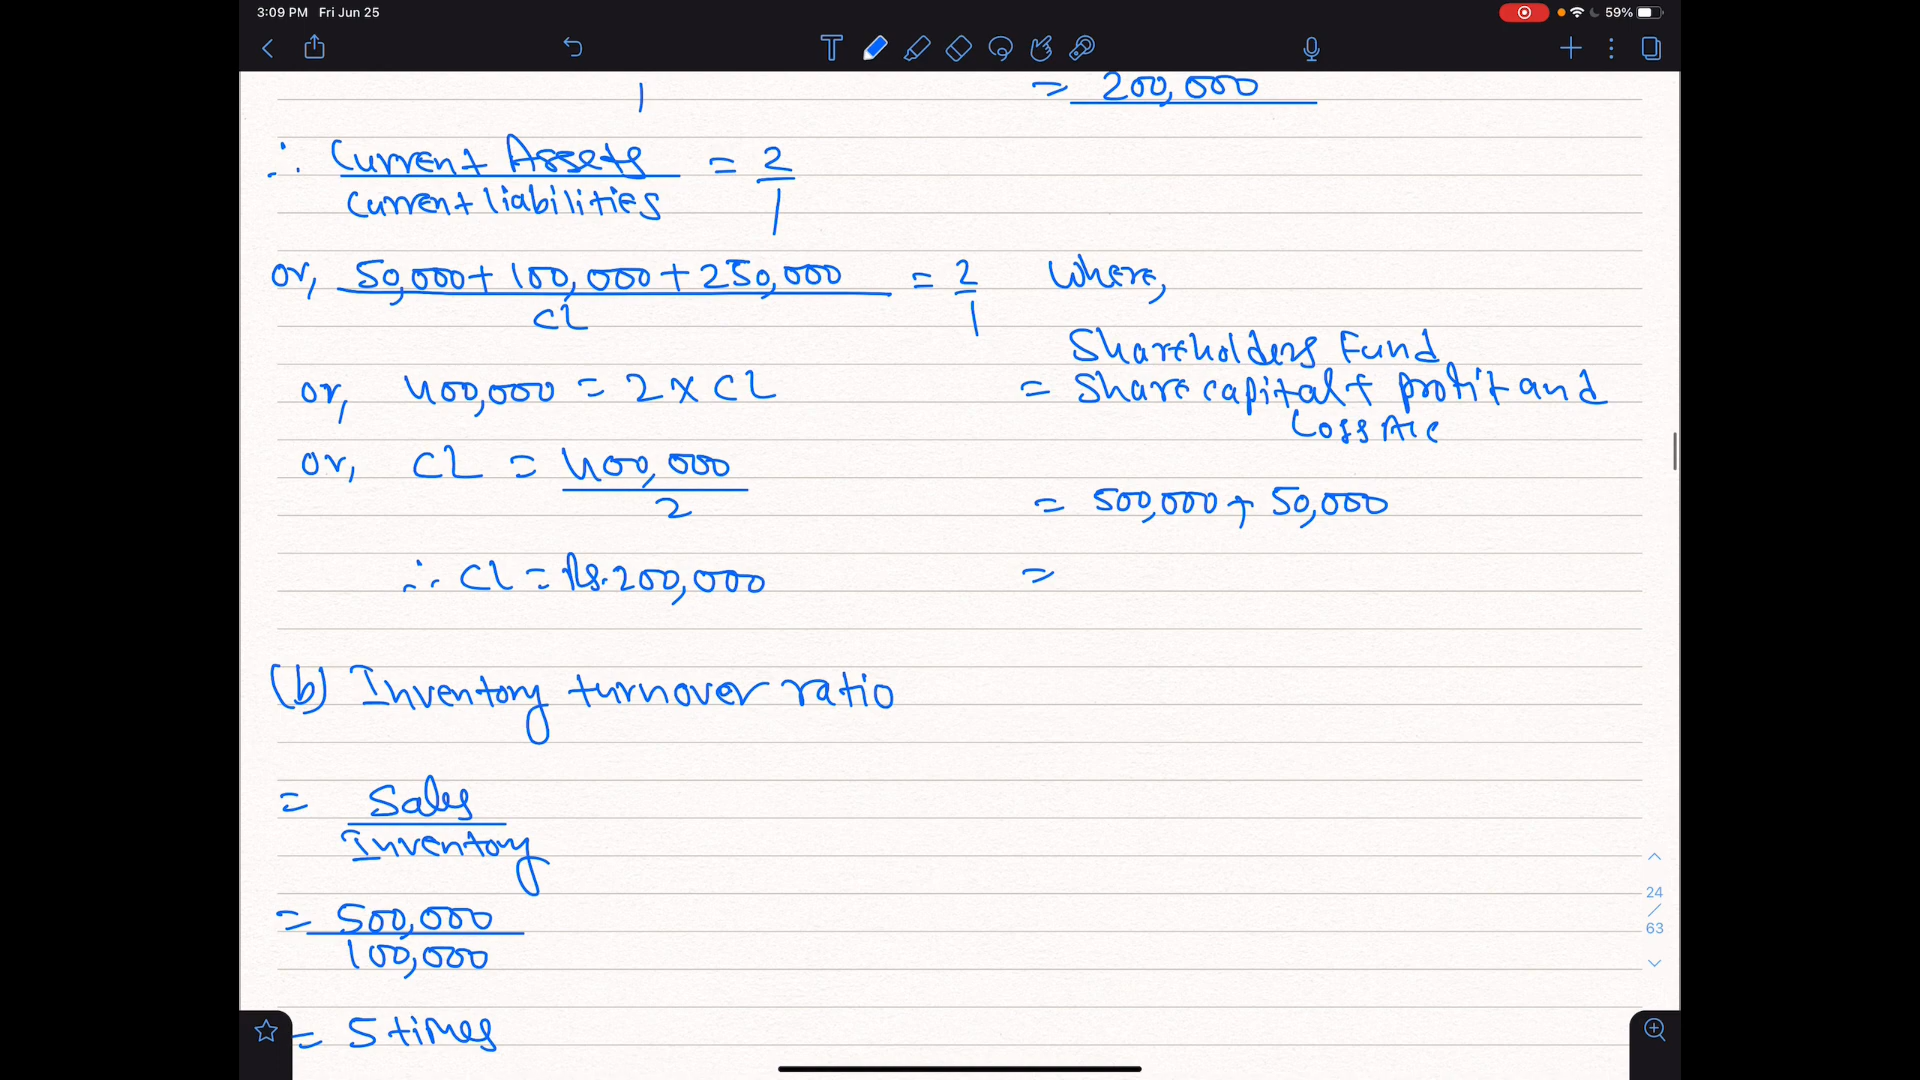 3:09 PM Fri Jun 25
59%
1
= 200,000
∴ Current Assets / Current liabilities = 2/1
or, 50,000 + 100,000 + 250,000 / CL = 2/1
or, 400,000 = 2 × CL
or, CL = 400,000 / 2
∴ CL = Rs. 200,000
Where,
Shareholders Fund
= Share capital + profit and
Loss A/c
= 500,000 + 50,000
=
(b) Inventory turnover ratio
= Sales / Inventory
= 500,000 / 100,000
= 5 times
24
/
63